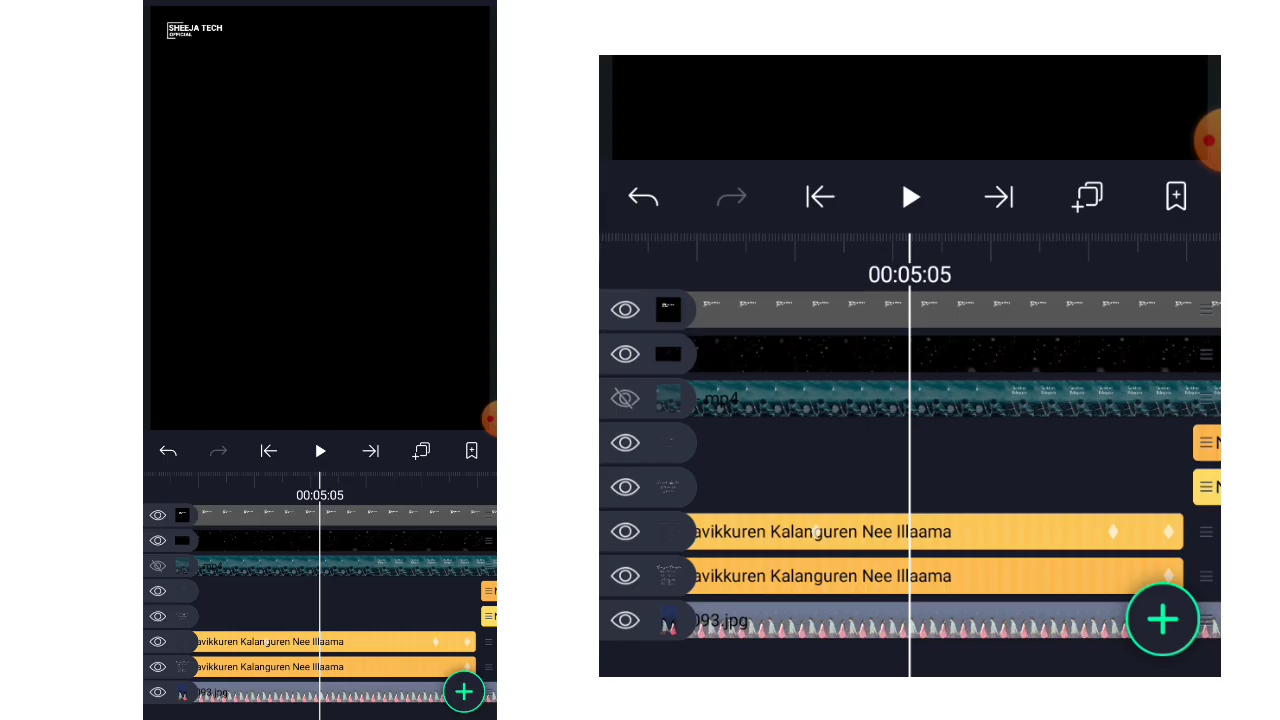 SHEEJA TECH
OFFICIAL
00:05:05
.mp4
avikkuren Kalanguren Nee Illaama
avikkuren Kalanguren Nee Illaama
093.jpg
00:05:05
.mp4
N
N
avikkuren Kalanguren Nee Illaama
avikkuren Kalanguren Nee Illaama
093.jpg